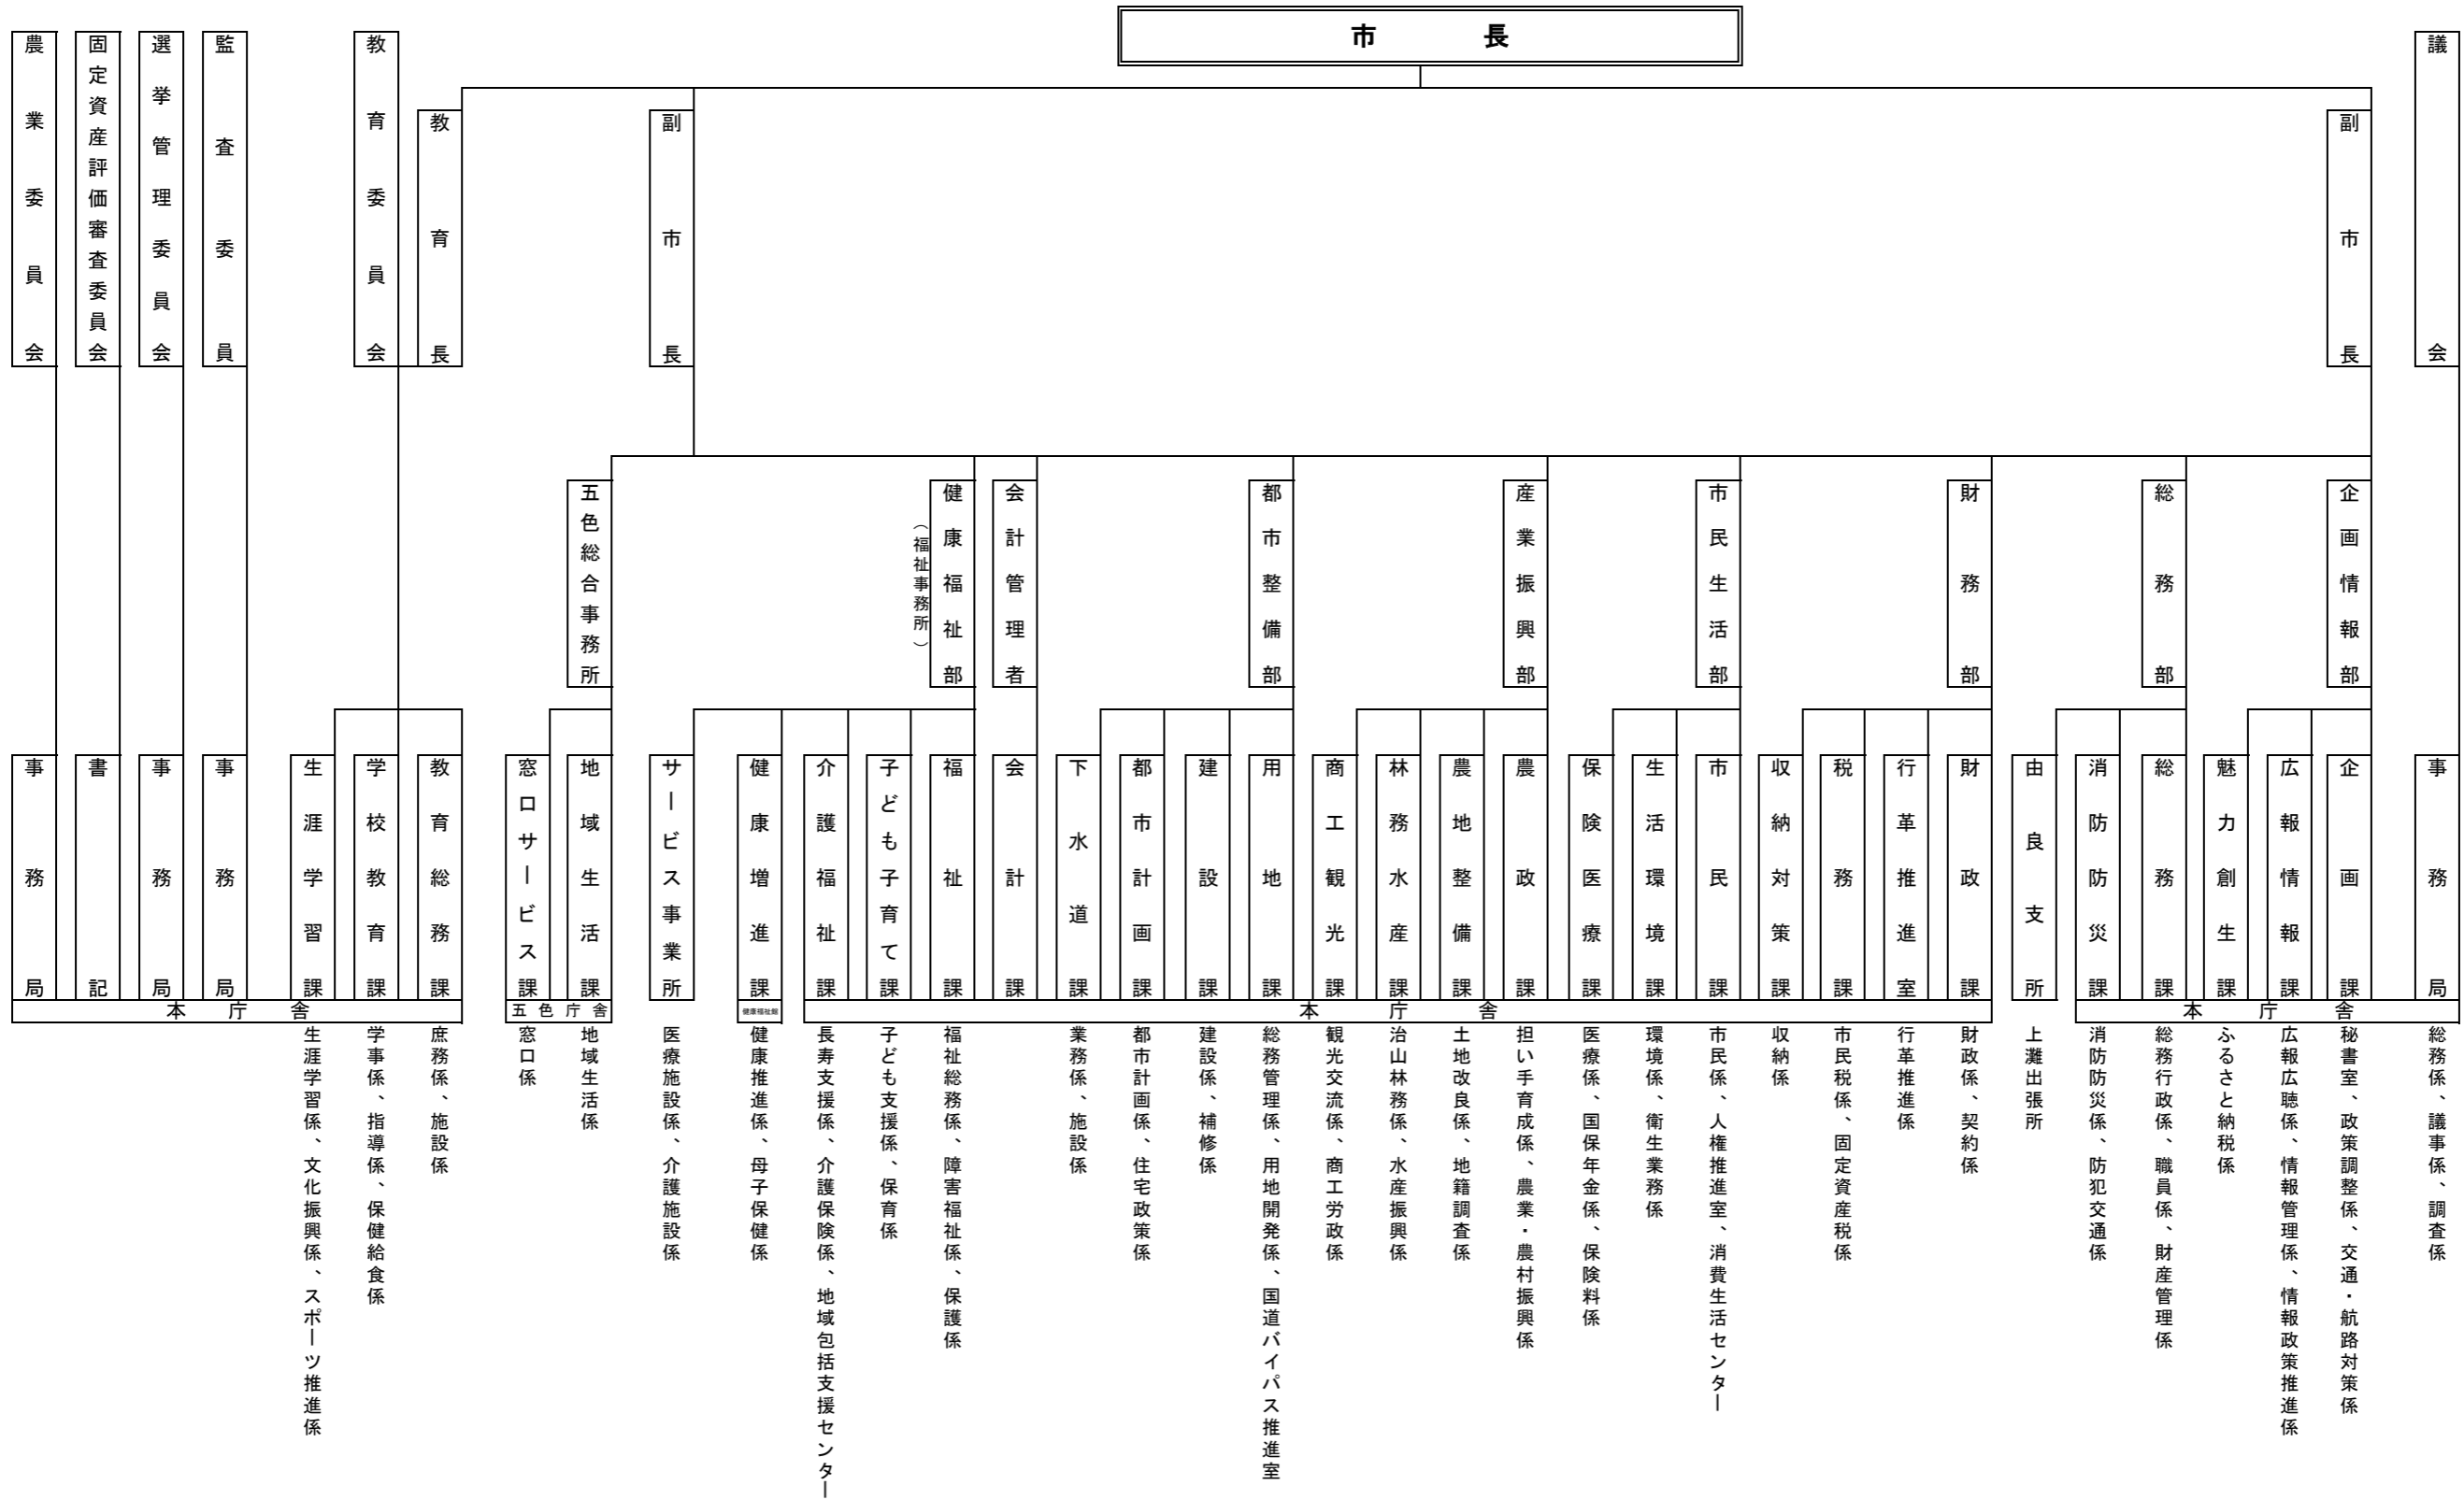 市長
議会
副市長
副市長
教育長
教育委員会
監査委員
選挙管理委員会
固定資産評価審査委員会
農業委員会
企画情報部
総務部
財務部
市民生活部
産業振興部
都市整備部
会計管理者
健康福祉部
（福祉事務所）
五色総合事務所
事務局
企画課
広報情報課
魅力創生課
総務課
消防防災課
由良支所
財政課
行革推進室
税務課
収納対策課
市民課
生活環境課
保険医療課
農政課
農地整備課
林務水産課
商工観光課
用地課
建設課
都市計画課
下水道課
会計課
福祉課
子ども子育て課
介護福祉課
健康増進課
サービス事業所
地域生活課
窓口サービス課
教育総務課
学校教育課
生涯学習課
事務局
事務局
書記
事務局
本庁舎
本庁舎
健康福祉館
五色庁舎
本庁舎
総務係、議事係、調査係
秘書室、政策調整係、交通・航路対策係
広報広聴係、情報管理係、情報政策推進係
ふるさと納税係
総務行政係、職員係、財産管理係
消防防災係、防犯交通係
上灘出張所
財政係、契約係
行革推進係
市民税係、固定資産税係
収納係
市民係、人権推進室、消費生活センター
環境係、衛生業務係
医療係、国保年金係、保険料係
担い手育成係、農業・農村振興係
土地改良係、地籍調査係
治山林務係、水産振興係
観光交流係、商工労政係
総務管理係、用地開発係、国道バイパス推進室
建設係、補修係
都市計画係、住宅政策係
業務係、施設係
福祉総務係、障害福祉係、保護係
子ども支援係、保育係
長寿支援係、介護保険係、地域包括支援センター
健康推進係、母子保健係
医療施設係、介護施設係
地域生活係
窓口係
庶務係、施設係
学事係、指導係、保健給食係
生涯学習係、文化振興係、スポーツ推進係